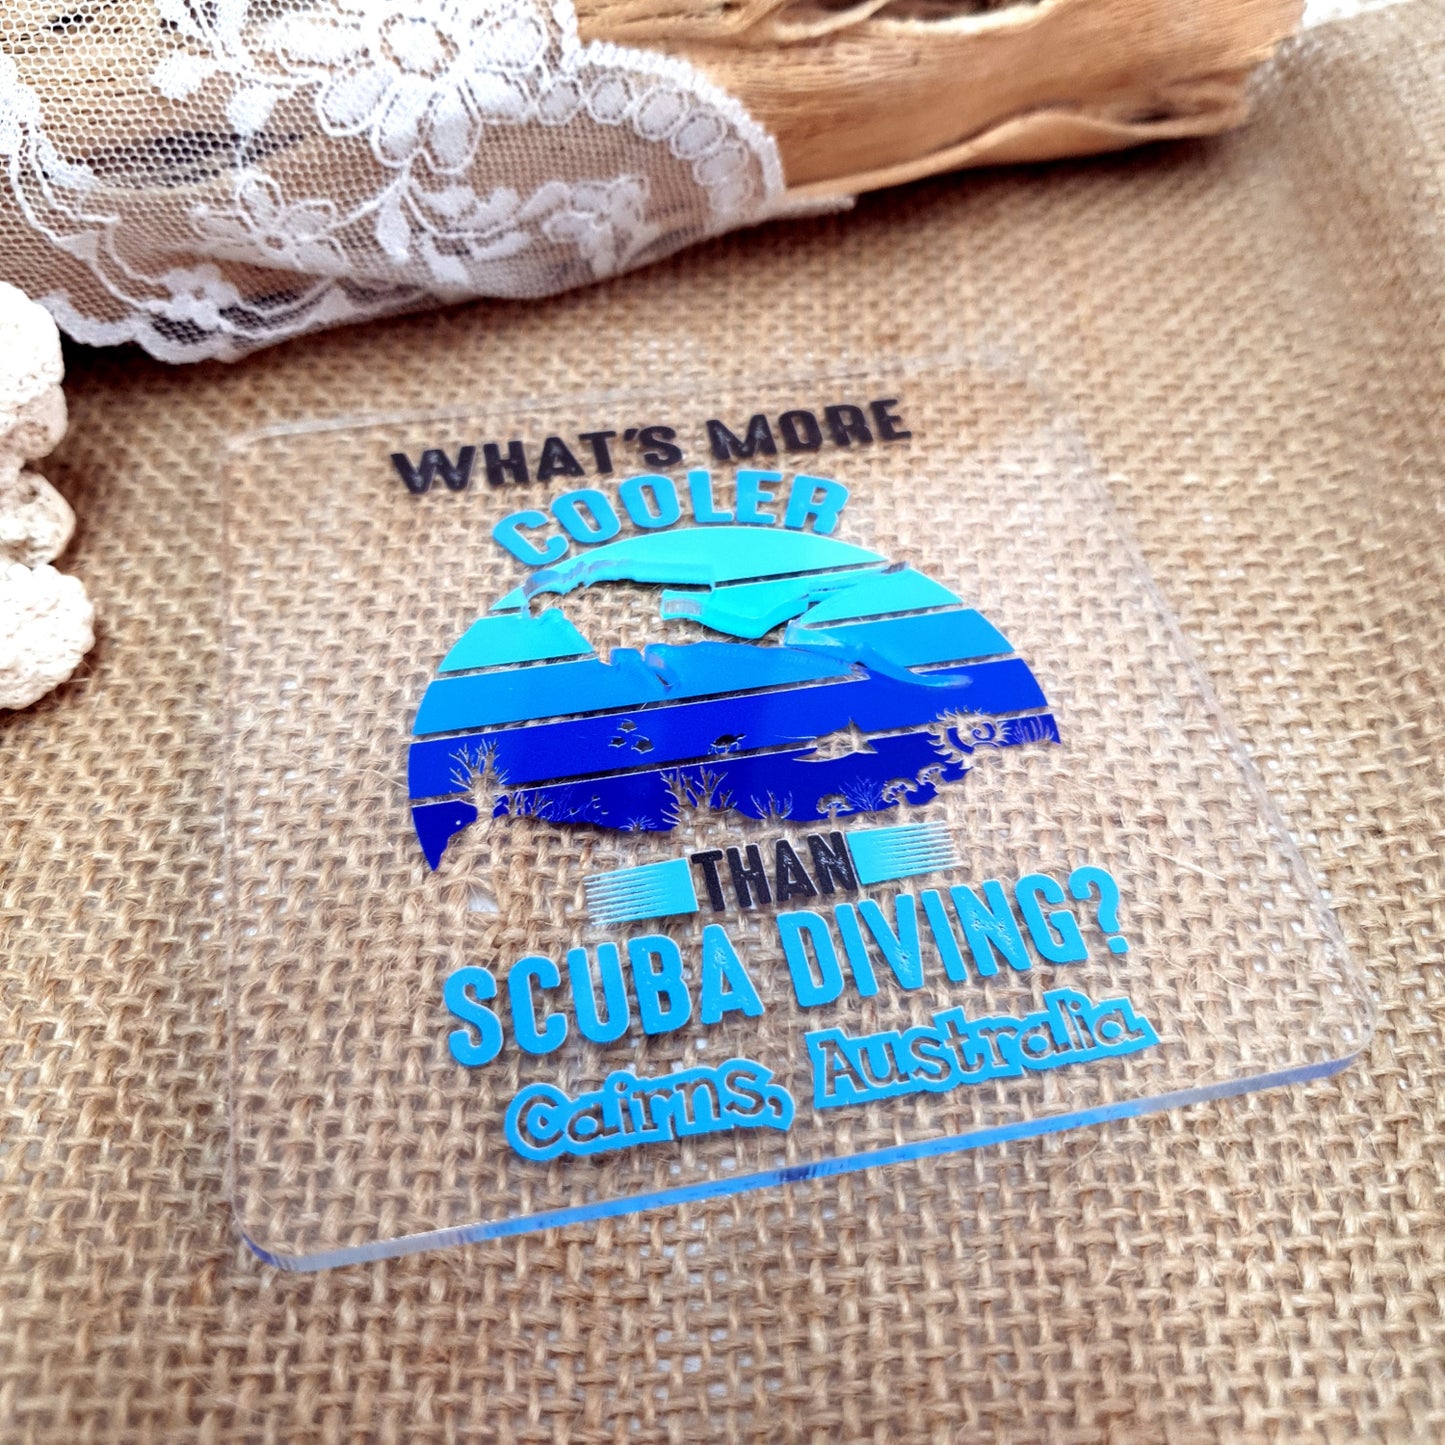 WHAT'S MORE
COOLER
THAN
SCUBA DIVING?
Cairns, Australia